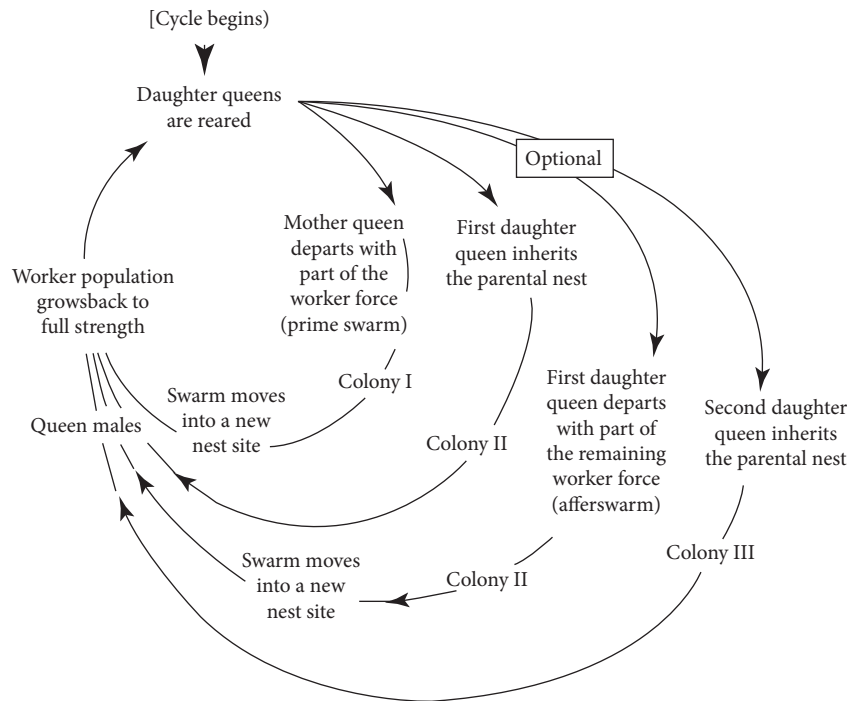 [Cycle begins)
Daughter queens
are reared
Optional
Mother queen
departs with
part of the
worker force
(prime swarm)
First daughter
queen inherits
the parental nest
Worker population
growsback to
full strength
Colony I
Swarm moves
into a new
nest site
Queen males
Colony II
First daughter
queen departs
with part of
the remaining
worker force
(afferswarm)
Second daughter
queen inherits
the parental nest
Colony III
Swarm moves
into a new
nest site
Colony II